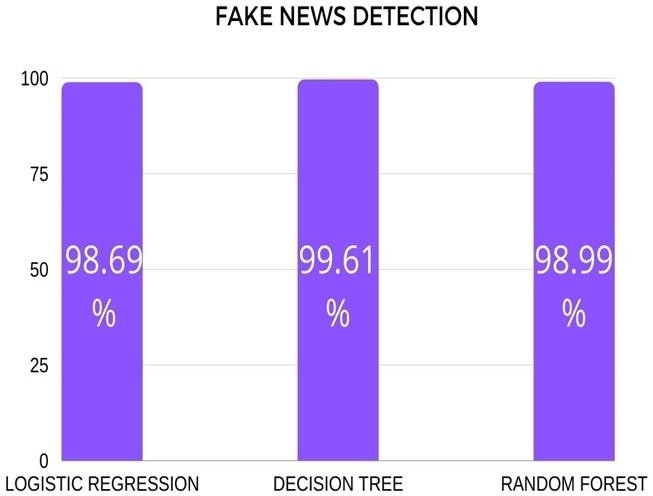 FAKE NEWS DETECTION
100
75
50
25
0
98.69
%
99.61
%
98.99
%
LOGISTIC REGRESSION
DECISION TREE
RANDOM FOREST